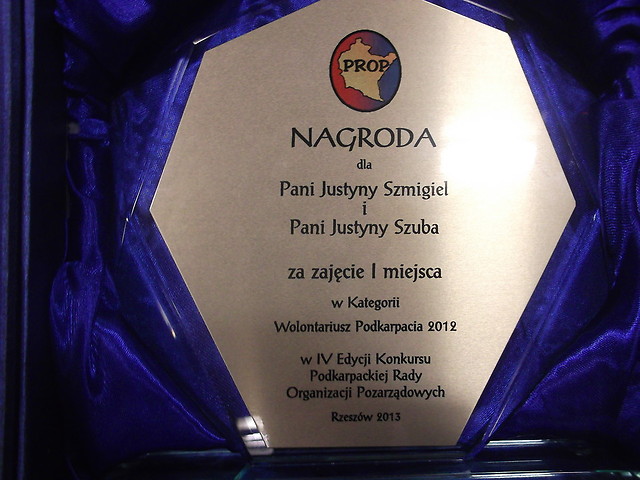 PROP
NAGRODA
dla
Pani Justyny Szmigiel
i
Pani Justyny Szuba
za zajęcie I miejsca
w Kategorii
Wolontariusz Podkarpacia 2012
w IV Edycji Konkursu
Podkarpackiej Rady
Organizacji Pozarządowych
Rzeszów 2013